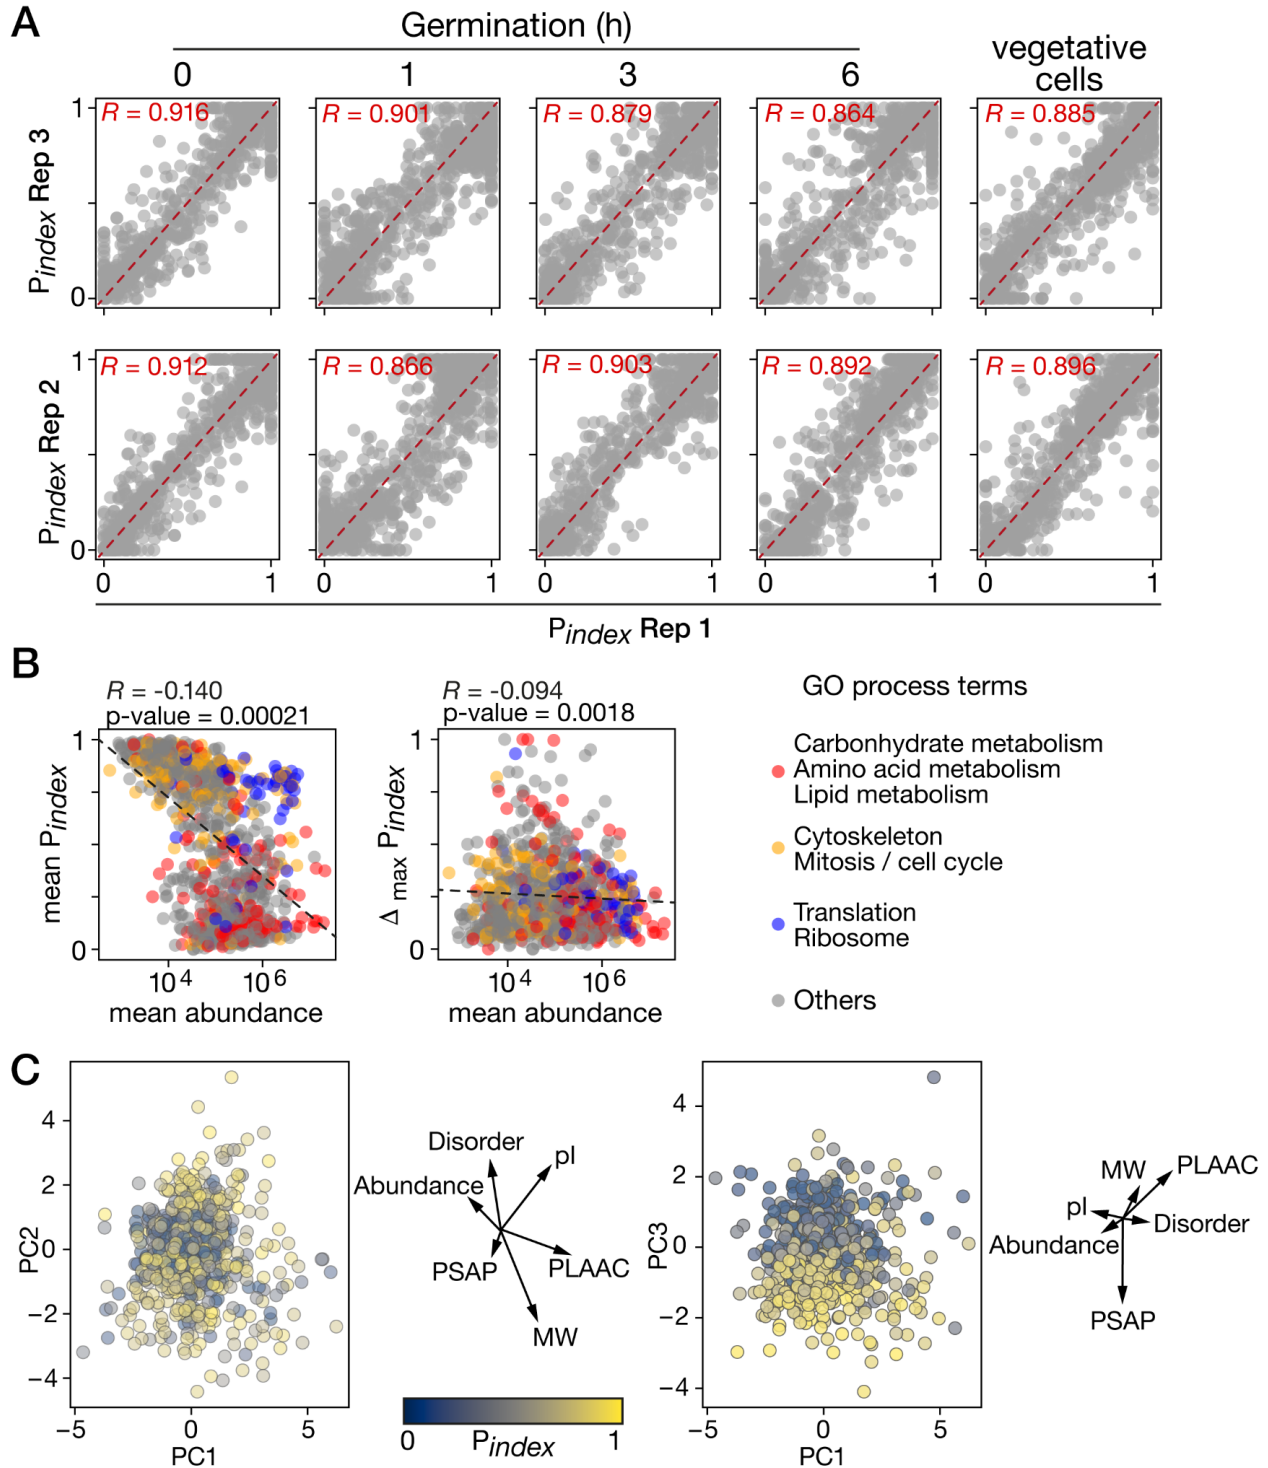 A
Germination (h)
0 1 3 6
vegetative
cells
1
R = 0.916
R = 0.901
R = 0.879
R = 0.864
R = 0.885
Pindex Rep 3
0
1
R = 0.912
R = 0.866
R = 0.903
R = 0.892
R = 0.896
Pindex Rep 2
0
0 1 0 1 0 1 0 1 0 1
Pindex Rep 1
B
R = -0.140
p-value = 0.00021
1
mean Pindex
0
10 4 10 6
mean abundance
R = -0.094
p-value = 0.0018
1
Δ max Pindex
0
10 4 10 6
mean abundance
GO process terms
Carbonhydrate metabolism
Amino acid metabolism
Lipid metabolism
Cytoskeleton
Mitosis / cell cycle
Translation
Ribosome
Others
C
4
2
0
−2
−4
PC2
−5 0 5
PC1
Disorder
pI
Abundance
PSAP
PLAAC
MW
0 1
Pindex
4
2
0
−2
−4
PC3
−5 0 5
PC1
MW
PLAAC
pI
Disorder
Abundance
PSAP